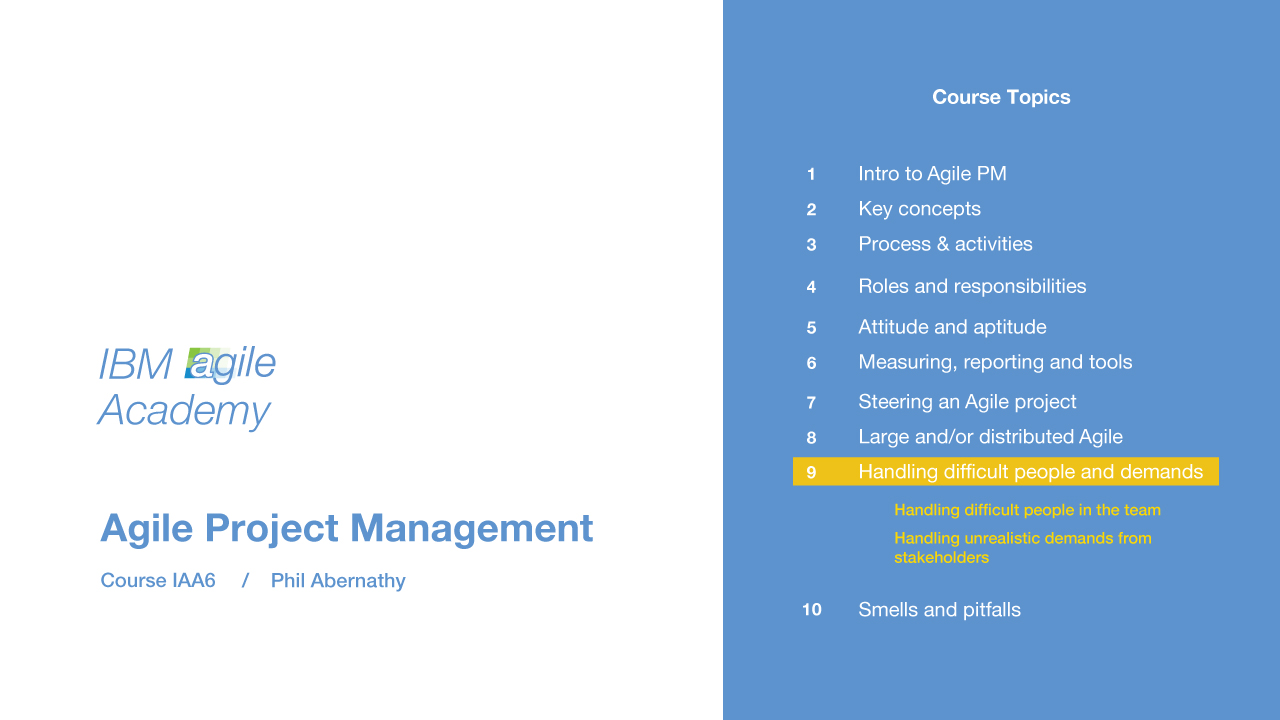 IBM agile
Academy
Agile Project Management
Course IAA6 / Phil Abernathy
Course Topics
1 Intro to Agile PM
2 Key concepts
3 Process & activities
4 Roles and responsibilities
5 Attitude and aptitude
6 Measuring, reporting and tools
7 Steering an Agile project
8 Large and/or distributed Agile
9 Handling difficult people and demands
Handling difficult people in the team
Handling unrealistic demands from
stakeholders
10 Smells and pitfalls